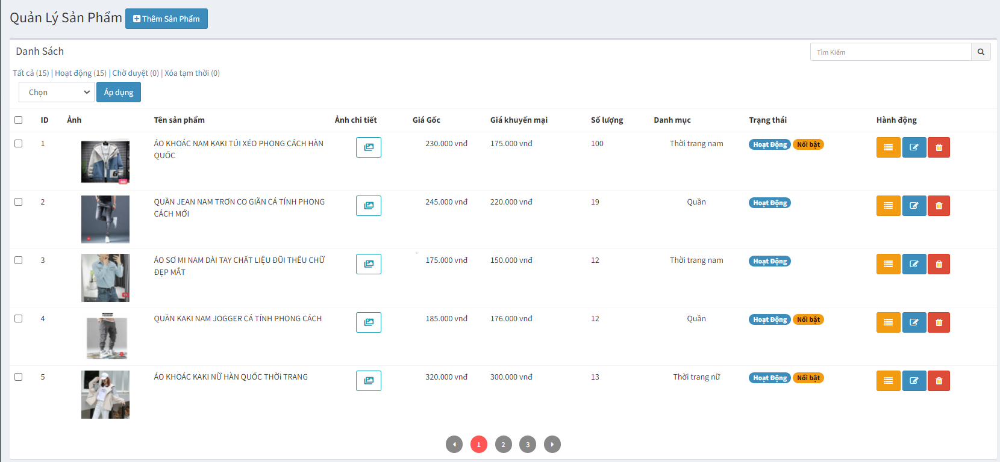 Quản Lý Sản Phẩm Thêm Sản Phẩm
Danh Sách
Tìm Kiếm
Tất cả (15) | Hoạt động (15) | Chờ duyệt (0) | Xóa tạm thời (0)
Chọn Áp dụng
ID Ảnh Tên sản phẩm Ảnh chi tiết Giá Gốc Giá khuyến mại Số lượng Danh mục Trạng thái Hành động
1 ÁO KHOÁC NAM KAKI TÚI XÉO PHONG CÁCH HÀN 230.000 vnđ 175.000 vnđ 100 Thời trang nam Hoạt Động Nổi bật
QUỐC
2 QUẦN JEAN NAM TRƠN CO GIÃN CÁ TÍNH PHONG 245.000 vnđ 220.000 vnđ 19 Quần Hoạt Động
CÁCH MỚI
3 ÁO SƠ MI NAM DÀI TAY CHẤT LIỆU ĐŨI THÊU CHỮ 175.000 vnđ 150.000 vnđ 12 Thời trang nam Hoạt Động
ĐẸP MẮT
4 QUẦN KAKI NAM JOGGER CÁ TÍNH PHONG CÁCH 185.000 vnđ 176.000 vnđ 12 Quần Hoạt Động Nổi bật
5 ÁO KHOÁC KAKI NỮ HÀN QUỐC THỜi TRANG 320.000 vnđ 300.000 vnđ 13 Thời trang nữ Hoạt Động Nổi bật
1 2 3